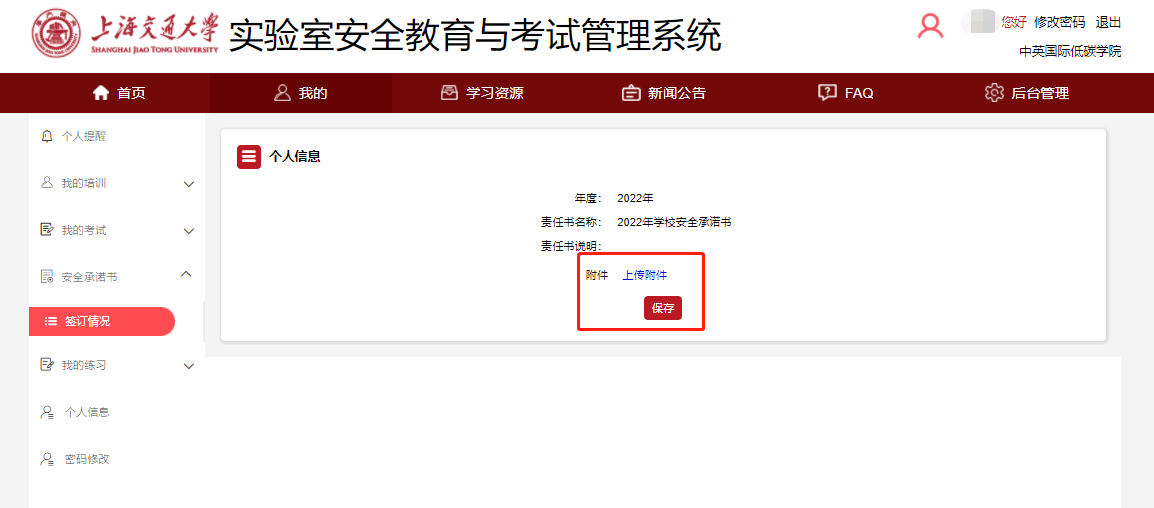 上海交通大学
SHANGHAI JIAO TONG UNIVERSITY
实验室安全教育与考试管理系统
您好 修改密码 退出
中英国际低碳学院
首页 我的 学习资源 新闻公告 FAQ 后台管理
个人提醒
我的培训
我的考试
安全承诺书
签订情况
我的练习
个人信息
密码修改
个人信息
年度： 2022年
责任书名称： 2022年学校安全承诺书
责任书说明：
附件 上传附件
保存